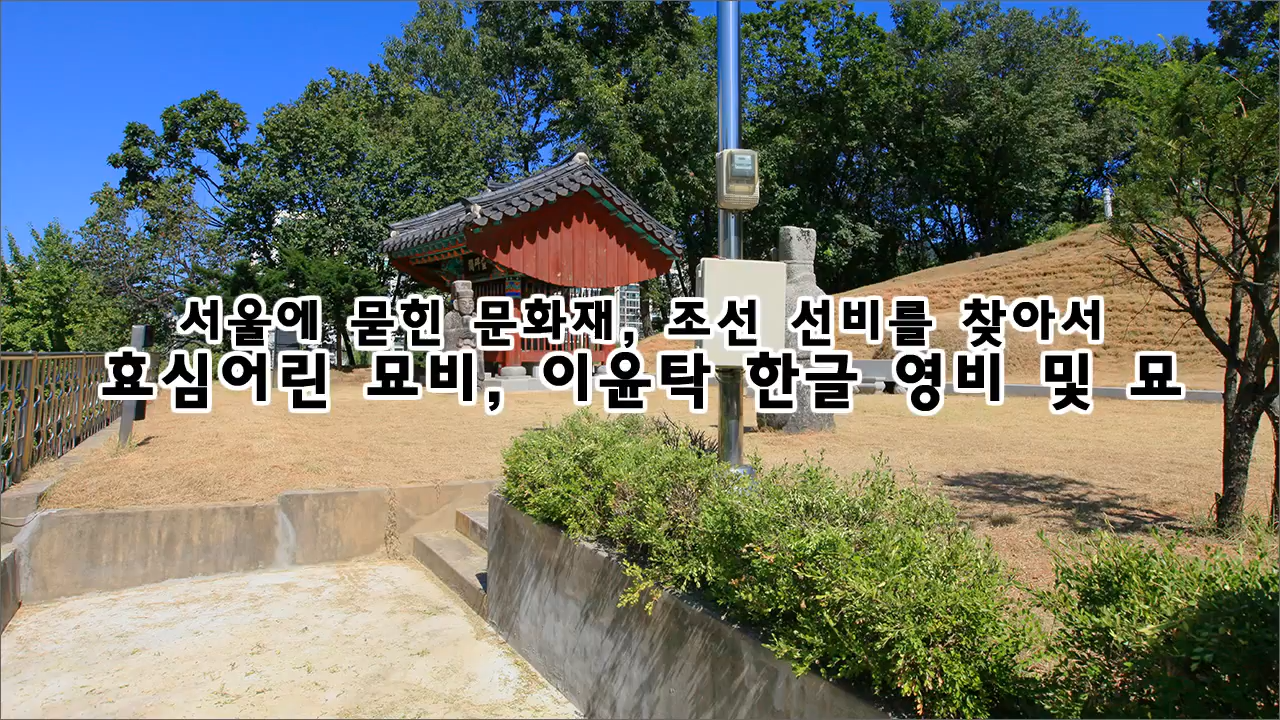 서울에 묻힌 문화재, 조선 선비를 찾아서
효심어린 묘비, 이윤탁 한글 영비 및 묘